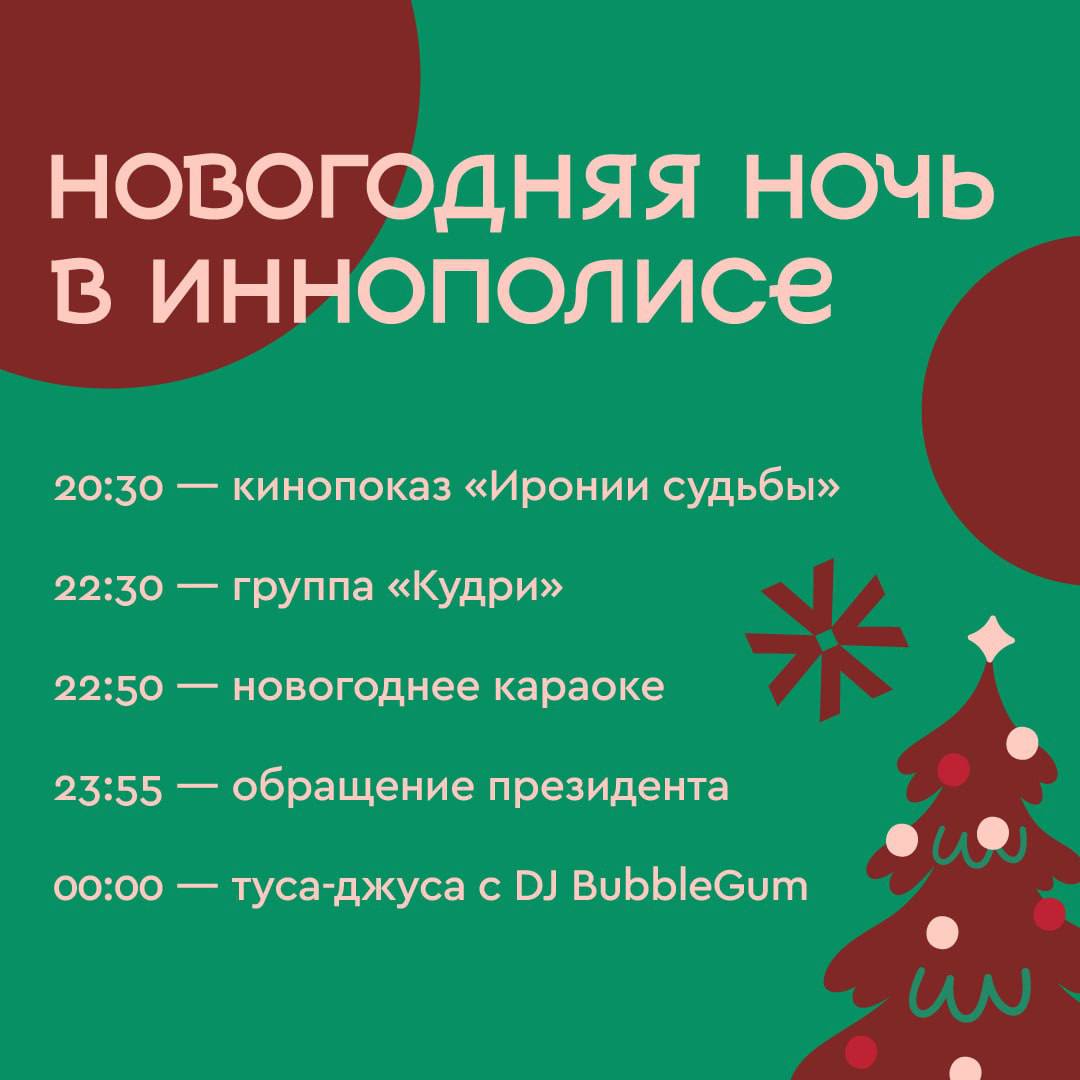 новогодняя ночь
в иннополисе
20:30 — кинопоказ «Иронии судьбы»
22:30 — группа «Кудри»
22:50 — новогоднее караоке
23:55 — обращение президента
00:00 — туса-джуса с DJ BubbleGum